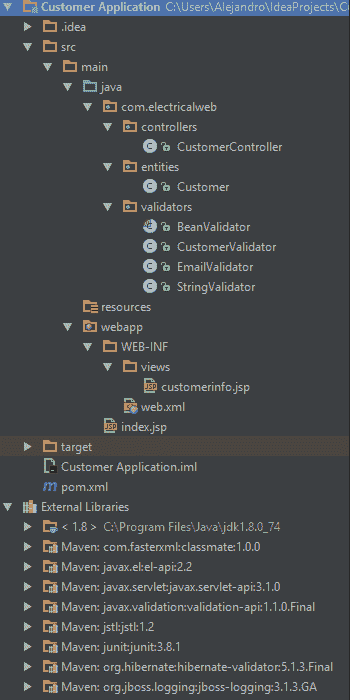 Customer Application C:\Users\Alejandro\IdeaProjects\C
.idea
src
main
java
com.electricalweb
controllers
CustomerController
entities
Customer
validators
BeanValidator
CustomerValidator
EmailValidator
StringValidator
resources
webapp
WEB-INF
views
customerinfo.jsp
web.xml
index.jsp
target
Customer Application.iml
pom.xml
External Libraries
< 1.8 > C:\Program Files\Java\jdk1.8.0_74
Maven: com.fasterxml:classmate:1.0.0
Maven: javax.el:el-api:2.2
Maven: javax.servlet:javax.servlet-api:3.1.0
Maven: javax.validation:validation-api:1.1.0.Final
Maven: jstl:jstl:1.2
Maven: junit:junit:3.8.1
Maven: org.hibernate:hibernate-validator:5.1.3.Final
Maven: org.jboss.logging:jboss-logging:3.1.3.GA